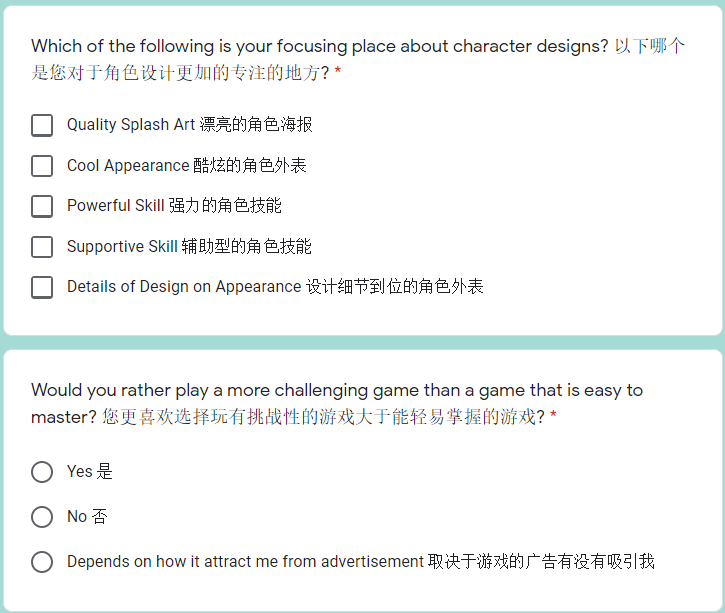 Which of the following is your focusing place about character designs? 以下哪个
是您对于角色设计更加的专注的地方? *
Quality Splash Art 漂亮的角色海报
Cool Appearance 酷炫的角色外表
Powerful Skill 强力的角色技能
Supportive Skill 辅助型的角色技能
Details of Design on Appearance 设计细节到位的角色外表
Would you rather play a more challenging game than a game that is easy to
master? 您更喜欢选择玩有挑战性的游戏大于能轻易掌握的游戏? *
Yes 是
No 否
Depends on how it attract me from advertisement 取决于游戏的广告有没有吸引我